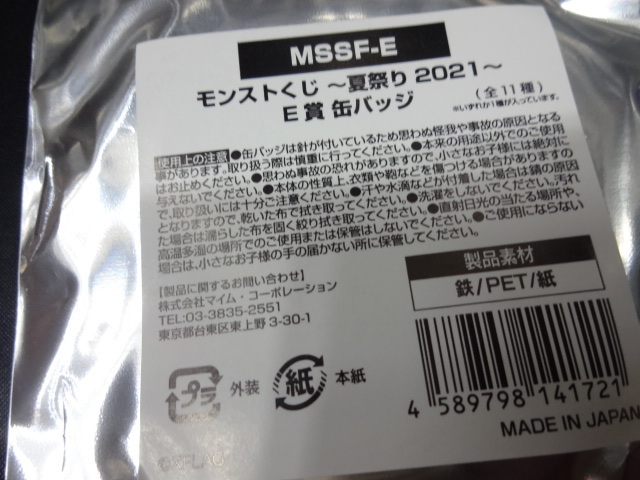 MSSF-E
モンストくじ ～夏祭り 2021～
E賞 缶バッジ
(全11種)
※いずれか1種が入っています。
使用上の注意 ●缶バッジは針が付いているため思わぬ怪我や事故の原因となる
事があります。取り扱う際は慎重に行ってください。●本来の用途以外でのご使用
はお止めください。●思わぬ事故の恐れがありますので、小さなお子様には絶対に
与えないでください。●本体の性質上、衣類や鞄などを傷つける場合があります
ので、取り扱いには十分ご注意ください。●汗や水滴などが付着した場合は錆の原因
となりますので、乾いた布で拭き取ってください。●洗濯をしないでください。汚れ
た場合は濡らした布を固く絞り拭き取ってください。●直射日光の当たる場所や、
高温多湿の場所でのご使用または保管はしないでください。●ご使用にならない
場合は、小さなお子様の手の届かない所に保管してください。
【製品に関するお問い合わせ】
株式会社マイム・コーポレーション
TEL:03-3835-2551
東京都台東区東上野 3-30-1
製品素材
鉄/PET/紙
プラ 外装 紙 本紙
4 589798 141721
MADE IN JAPAN